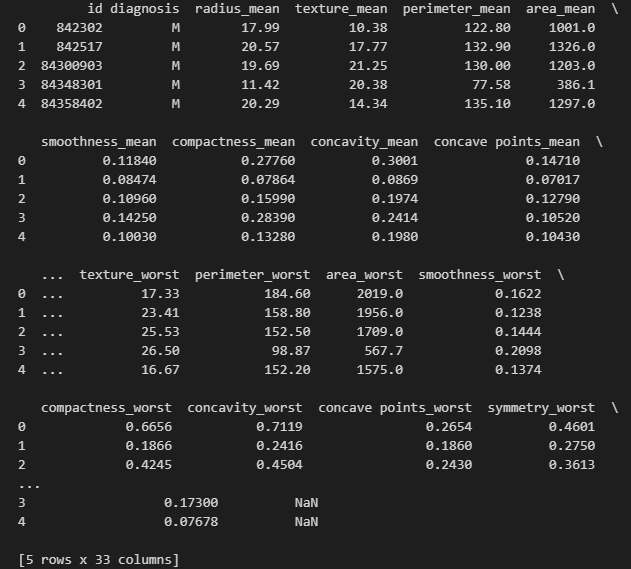 id diagnosis radius_mean texture_mean perimeter_mean area_mean \
0 842302 M 17.99 10.38 122.80 1001.0
1 842517 M 20.57 17.77 132.90 1326.0
2 84300903 M 19.69 21.25 130.00 1203.0
3 84348301 M 11.42 20.38 77.58 386.1
4 84358402 M 20.29 14.34 135.10 1297.0
smoothness_mean compactness_mean concavity_mean concave points_mean \
0 0.11840 0.27760 0.3001 0.14710
1 0.08474 0.07864 0.0869 0.07017
2 0.10960 0.15990 0.1974 0.12790
3 0.14250 0.28390 0.2414 0.10520
4 0.10030 0.13280 0.1980 0.10430
... texture_worst perimeter_worst area_worst smoothness_worst \
0 ... 17.33 184.60 2019.0 0.1622
1 ... 23.41 158.80 1956.0 0.1238
2 ... 25.53 152.50 1709.0 0.1444
3 ... 26.50 98.87 567.7 0.2098
4 ... 16.67 152.20 1575.0 0.1374
compactness_worst concavity_worst concave points_worst symmetry_worst \
0 0.6656 0.7119 0.2654 0.4601
1 0.1866 0.2416 0.1860 0.2750
2 0.4245 0.4504 0.2430 0.3613
...
3 0.17300 NaN
4 0.07678 NaN
[5 rows x 33 columns]